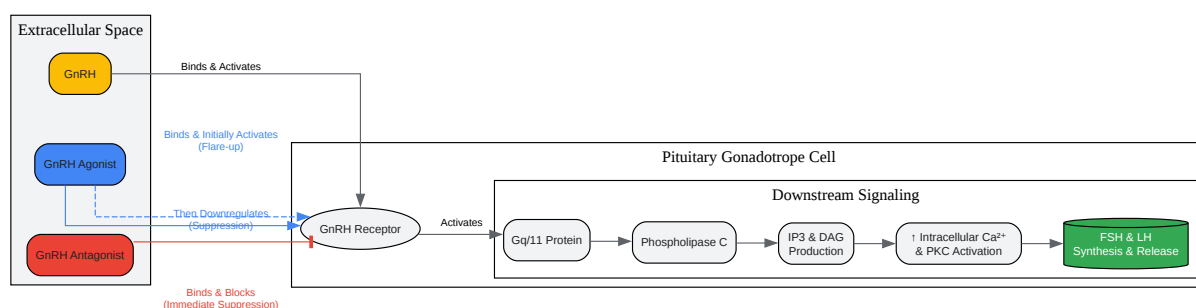 Extracellular Space
GnRH
Binds & Activates
Binds & Initially Activates
(Flare-up)
GnRH Agonist
Then Downregulates
(Suppression)
GnRH Antagonist
Binds & Blocks
(Immediate Suppression)
Pituitary Gonadotrope Cell
GnRH Receptor
Activates
Downstream Signaling
Gq/11 Protein
Phospholipase C
IP3 & DAG
Production
↑ Intracellular Ca²⁺
& PKC Activation
FSH & LH
Synthesis & Release